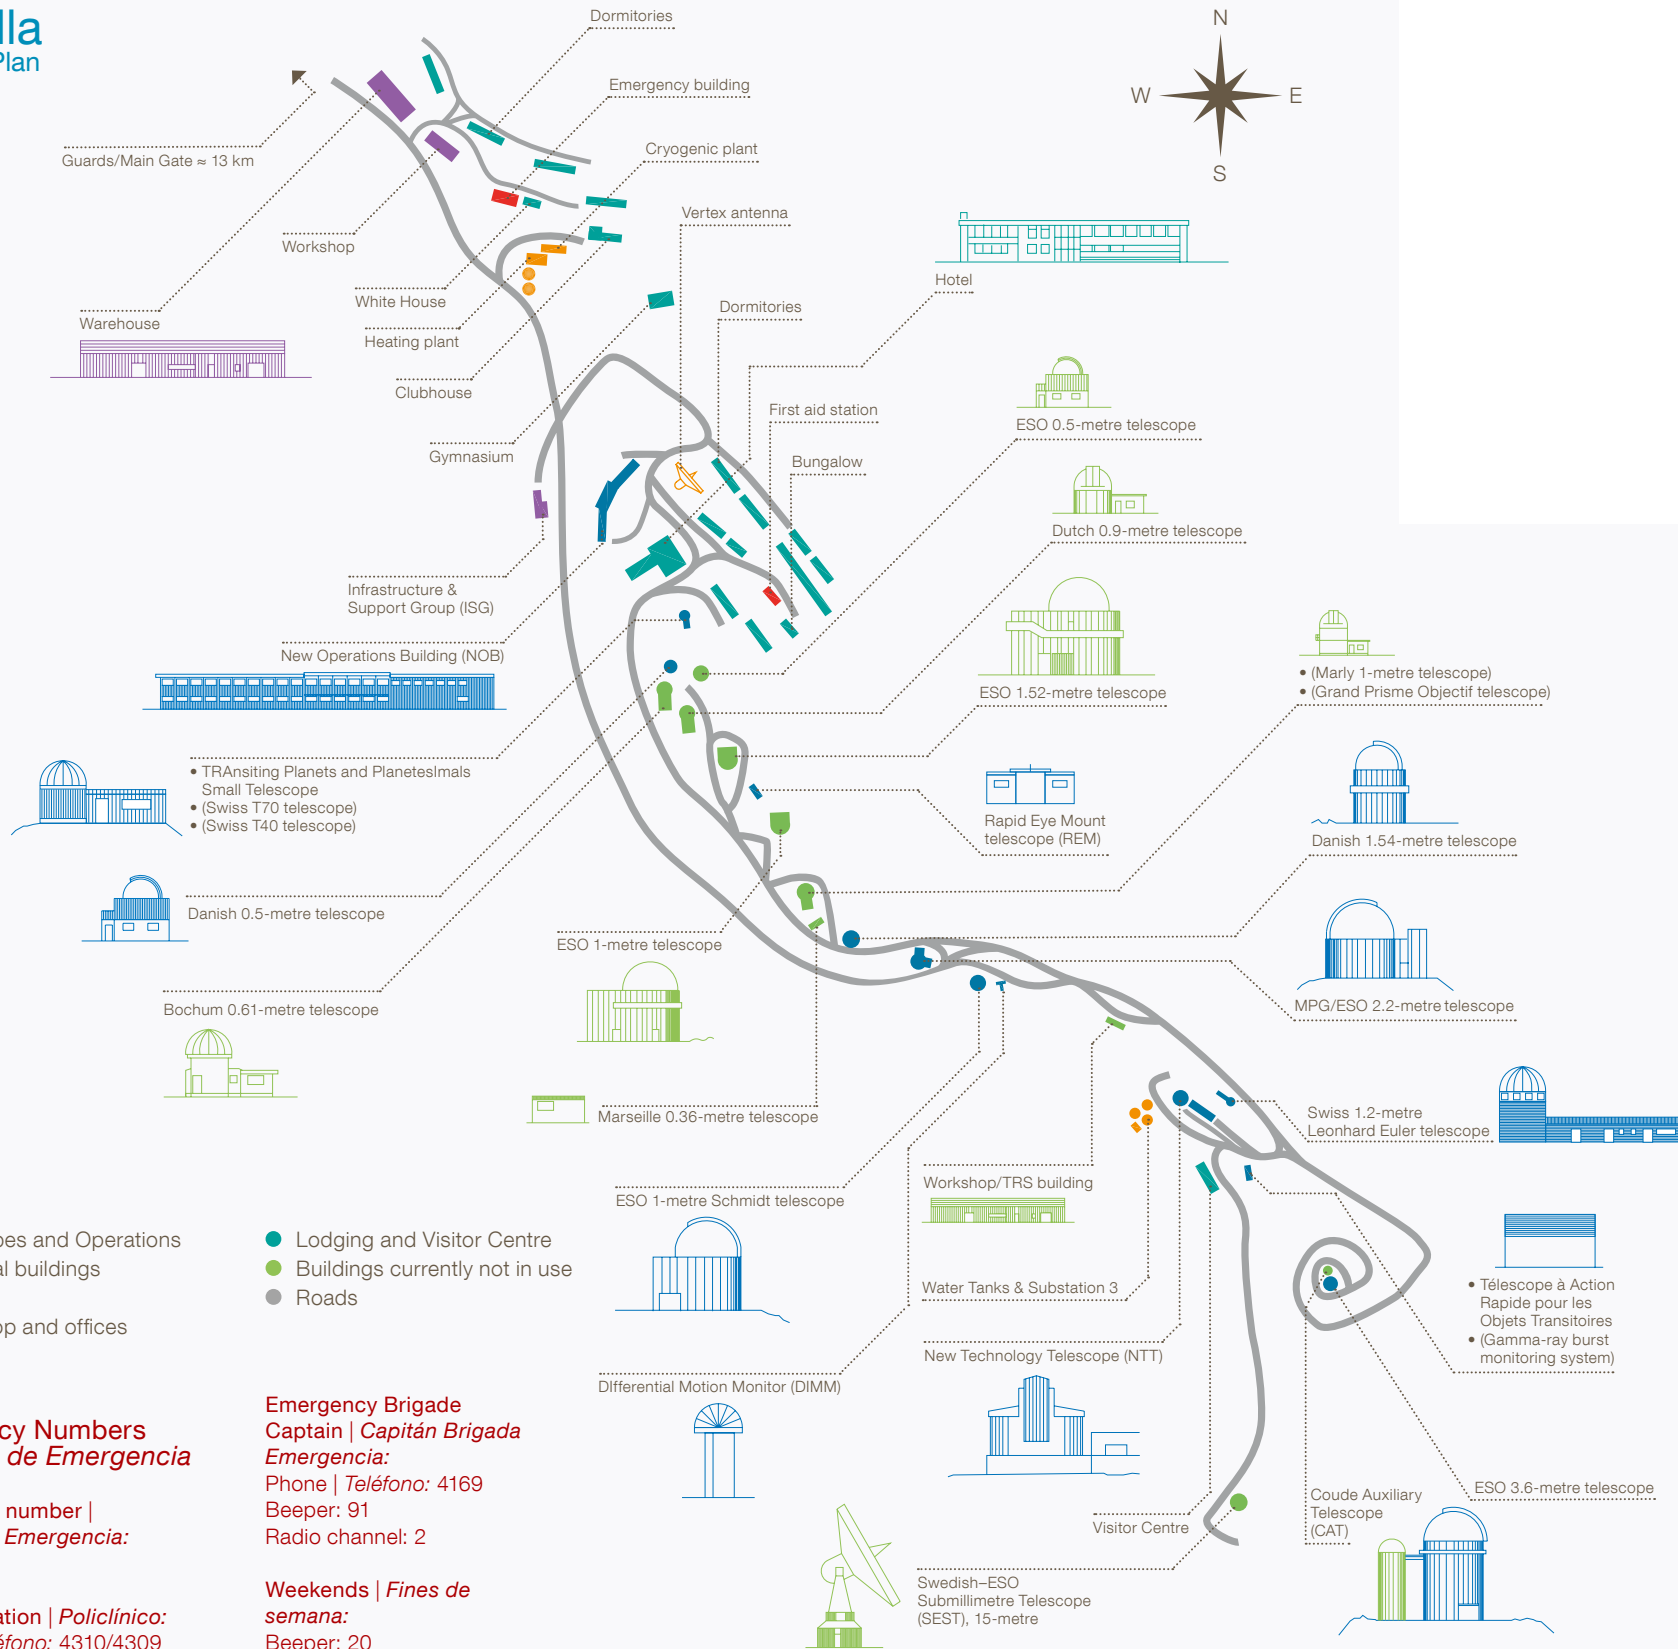 lla
Plan
Dormitories
Emergency building
Cryogenic plant
Guards/Main Gate ≈ 13 km
Vertex antenna
Workshop
White House
Warehouse
Heating plant
Clubhouse
Gymnasium
Dormitories
Hotel
N
W
E
S
First aid station
Bungalow
ESO 0.5-metre telescope
Dutch 0.9-metre telescope
Infrastructure &
Support Group (ISG)
New Operations Building (NOB)
ESO 1.52-metre telescope
• (Marly 1-metre telescope)
• (Grand Prisme Objectif telescope)
• TRAnsiting Planets and PlanetesImals
Small Telescope
• (Swiss T70 telescope)
• (Swiss T40 telescope)
Rapid Eye Mount
telescope (REM)
Danish 1.54-metre telescope
Danish 0.5-metre telescope
ESO 1-metre telescope
Bochum 0.61-metre telescope
MPG/ESO 2.2-metre telescope
Marseille 0.36-metre telescope
Swiss 1.2-metre
Leonhard Euler telescope
Workshop/TRS building
ESO 1-metre Schmidt telescope
Water Tanks & Substation 3
• Télescope à Action
Rapide pour les
Objets Transitoires
• (Gamma-ray burst
monitoring system)
New Technology Telescope (NTT)
DIfferential Motion Monitor (DIMM)
Visitor Centre
Coude Auxiliary
Telescope
(CAT)
ESO 3.6-metre telescope
Swedish–ESO
Submillimetre Telescope
(SEST), 15-metre
pes and Operations
al buildings
op and offices
Lodging and Visitor Centre
Buildings currently not in use
Roads
cy Numbers
de Emergencia
number |
Emergencia:
ation | Policlínico:
éfono: 4310/4309
Emergency Brigade
Captain | Capitán Brigada
Emergencia:
Phone | Teléfono: 4169
Beeper: 91
Radio channel: 2
Weekends | Fines de
semana:
Beeper: 20